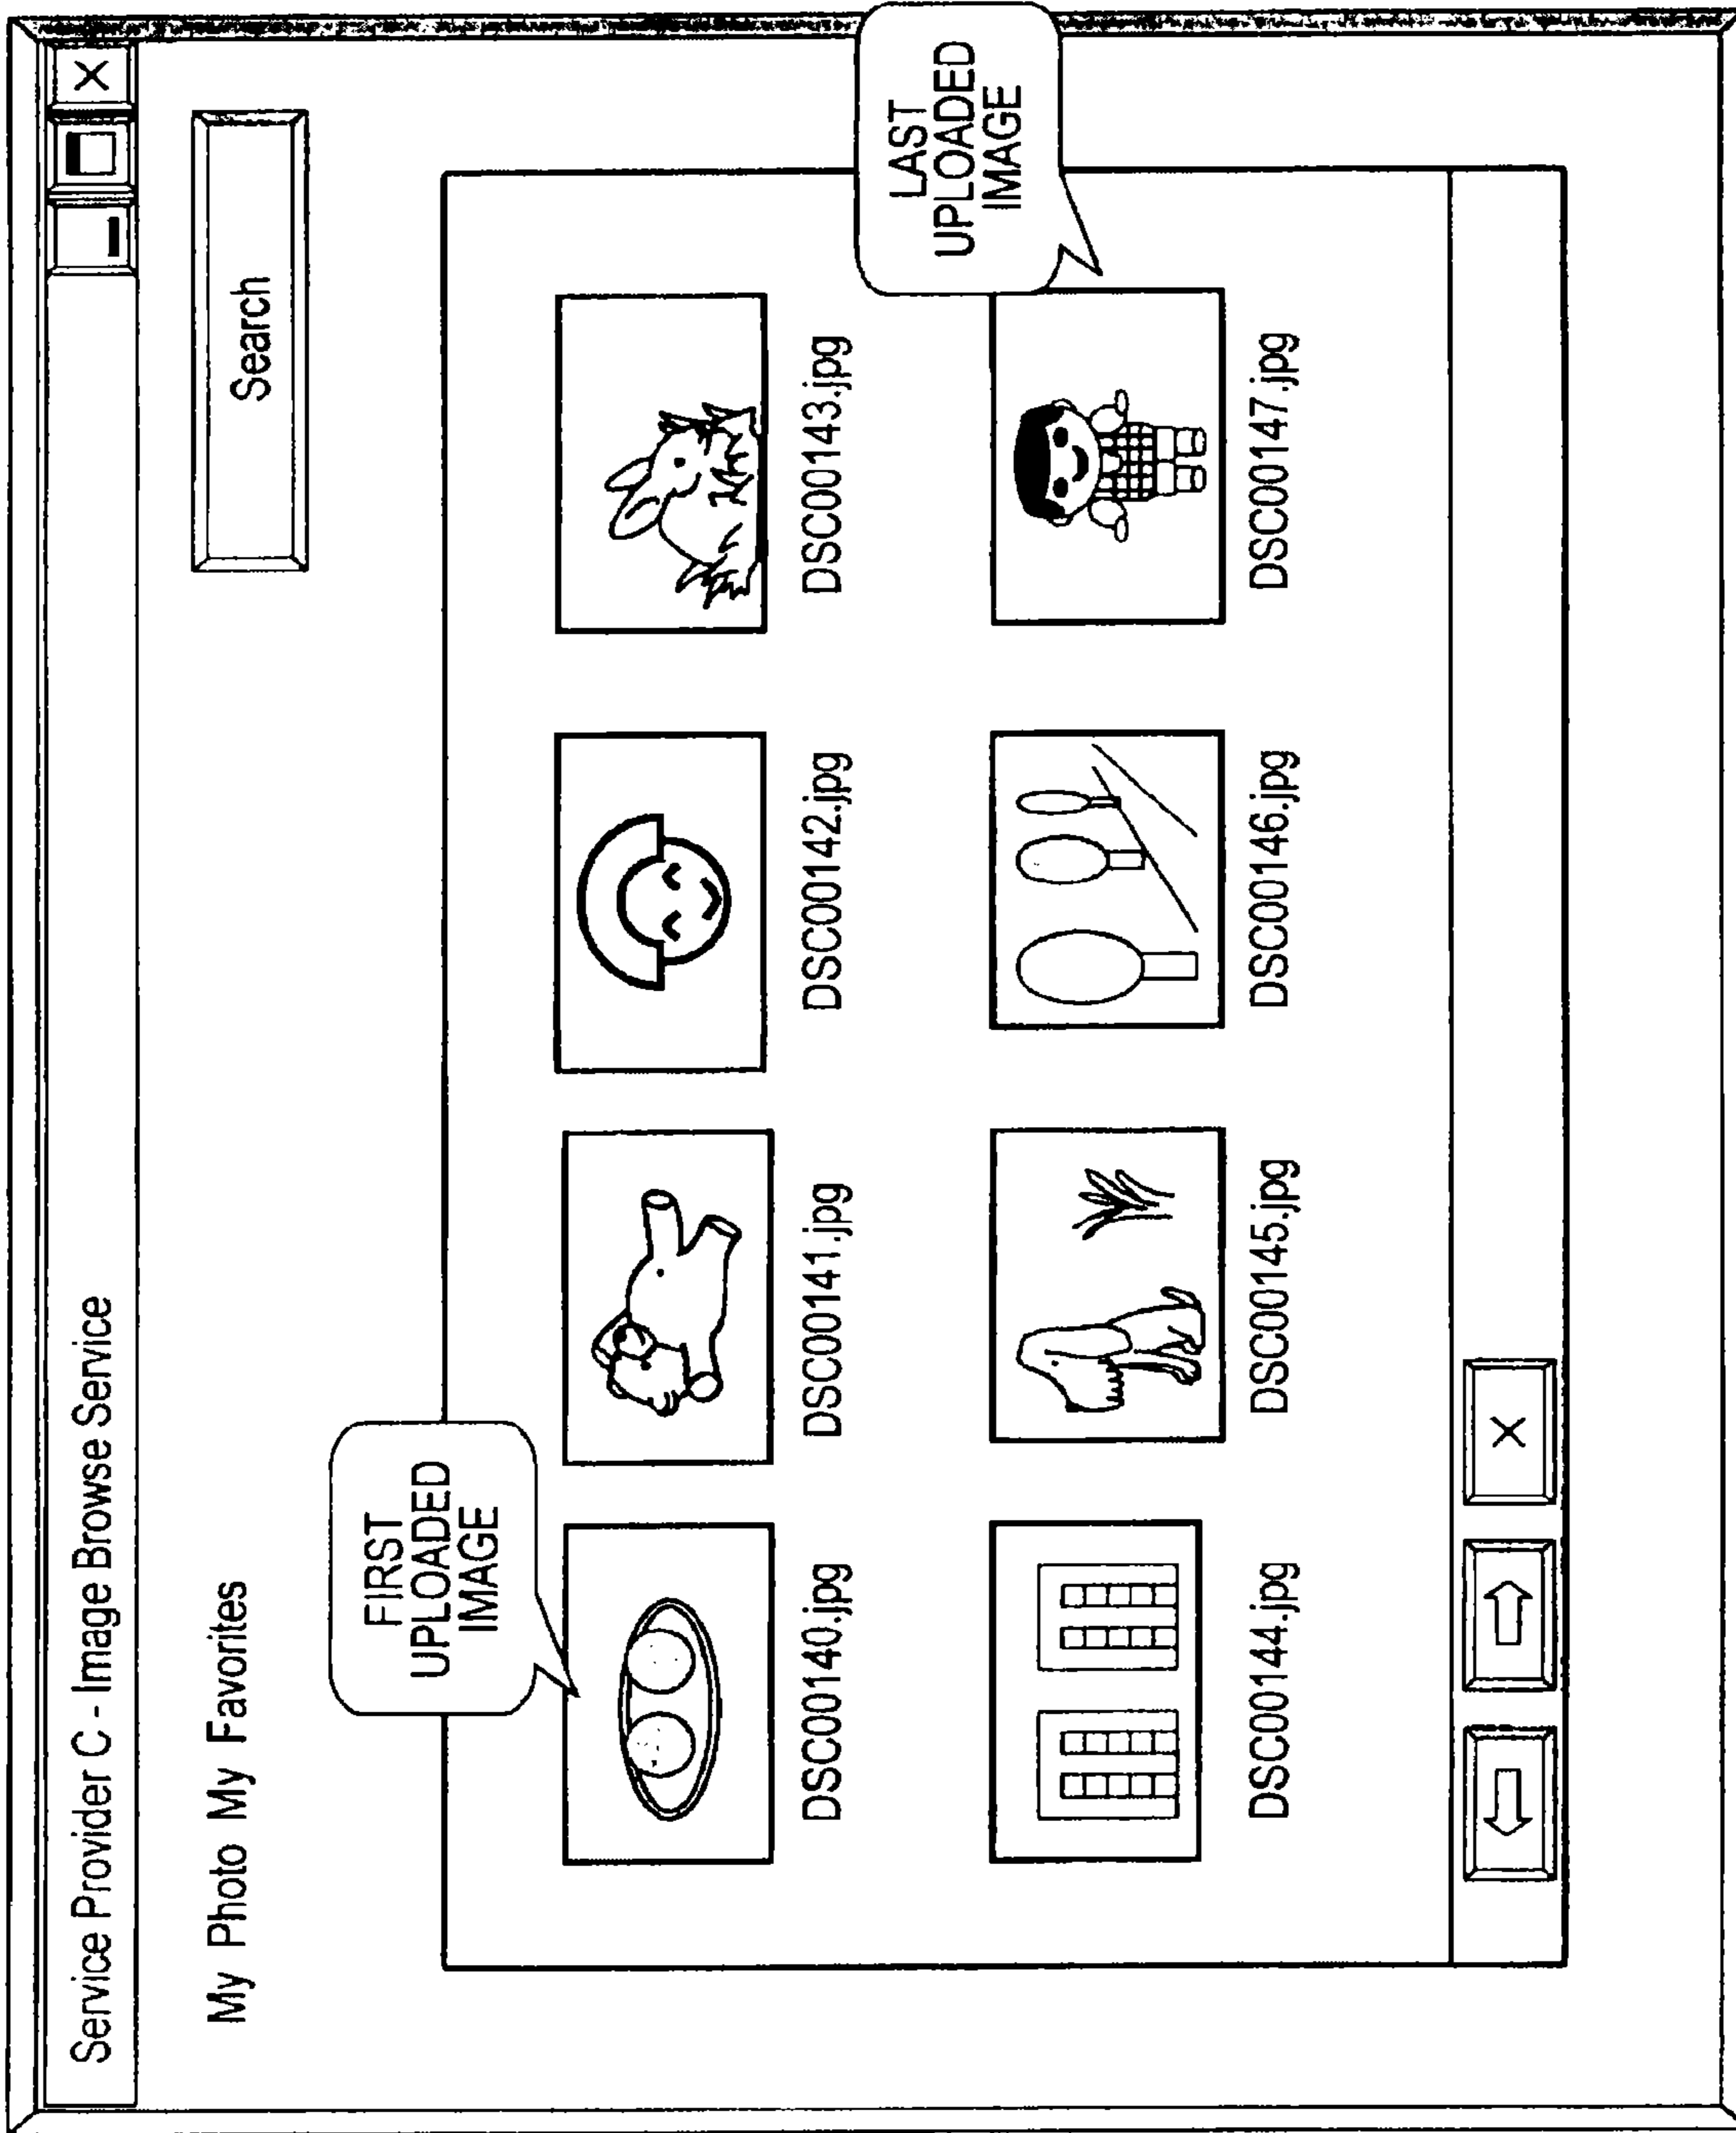 Service Provider C - Image Browse Service
My Photo My Favorites
Search
FIRST
UPLOADED
IMAGE
DSC00140.jpg
DSC00141.jpg
DSC00142.jpg
DSC00143.jpg
LAST
UPLOADED
IMAGE
DSC00144.jpg
DSC00145.jpg
DSC00146.jpg
DSC00147.jpg